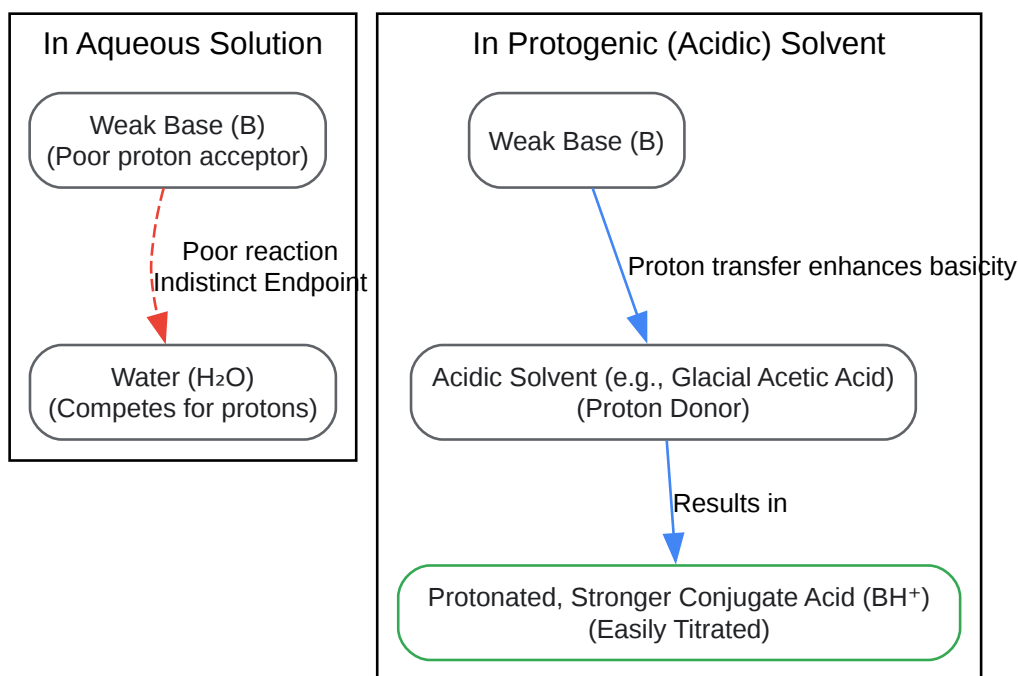 In Aqueous Solution
Weak Base (B)
(Poor proton acceptor)
Poor reaction
Indistinct Endpoint
Water (H₂O)
(Competes for protons)
In Protogenic (Acidic) Solvent
Weak Base (B)
Proton transfer enhances basicity
Acidic Solvent (e.g., Glacial Acetic Acid)
(Proton Donor)
Results in
Protonated, Stronger Conjugate Acid (BH⁺)
(Easily Titrated)